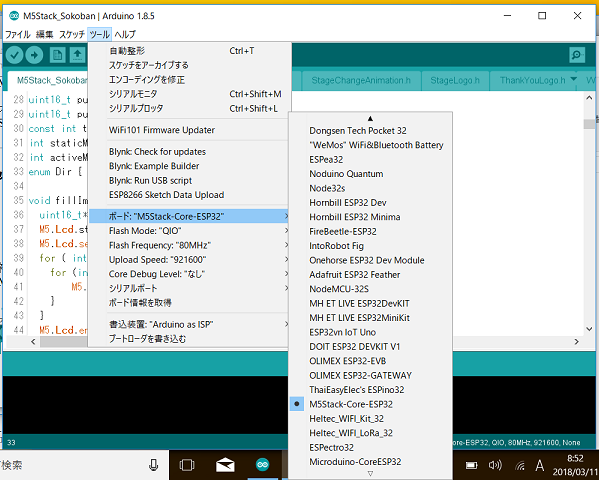 M5Stack_Sokoban | Arduino 1.8.5
ファイル 編集 スケッチ ツール ヘルプ
自動整形 Ctrl+T
スケッチをアーカイブする
エンコーディングを修正
シリアルモニタ Ctrl+Shift+M
シリアルプロッタ Ctrl+Shift+L
WiFi101 Firmware Updater
Blynk: Check for updates
Blynk: Example Builder
Blynk: Run USB script
ESP8266 Sketch Data Upload
ボード: "M5Stack-Core-ESP32"
Flash Mode: "QIO"
Flash Frequency: "80MHz"
Upload Speed: "921600"
Core Debug Level: "なし"
シリアルポート
ボード情報を取得
書込装置: "Arduino as ISP"
ブートローダを書き込む
M5Stack_Sokoban StageChangeAnimation.h StageLogo.h ThankYouLogo.h
28 uint16_t pu
29 uint16_t pu
30 const int t
31 int staticM
32 int activeM
33 enum Dir {
34
35 void fillIm
36 uint16_t*
37 M5.Lcd.st
38 M5.Lcd.se
39 for ( int
40 for (in
41 M5.
42 }
43 }
44 M5.Lcd.en
Dongsen Tech Pocket 32
"WeMos" WiFi&Bluetooth Battery
ESPea32
Noduino Quantum
Node32s
Hornbill ESP32 Dev
Hornbill ESP32 Minima
FireBeetle-ESP32
IntoRobot Fig
Onehorse ESP32 Dev Module
Adafruit ESP32 Feather
NodeMCU-32S
MH ET LIVE ESP32DevKIT
MH ET LIVE ESP32MiniKit
ESP32vn IoT Uno
DOIT ESP32 DEVKIT V1
OLIMEX ESP32-EVB
OLIMEX ESP32-GATEWAY
ThaiEasyElec's ESPino32
M5Stack-Core-ESP32
Heltec_WIFI_Kit_32
Heltec_WIFI_LoRa_32
ESPectro32
Microduino-CoreESP32
33 ore-ESP32, QIO, 80MHz, 921600, None
検索
A
8:52
2018/03/11